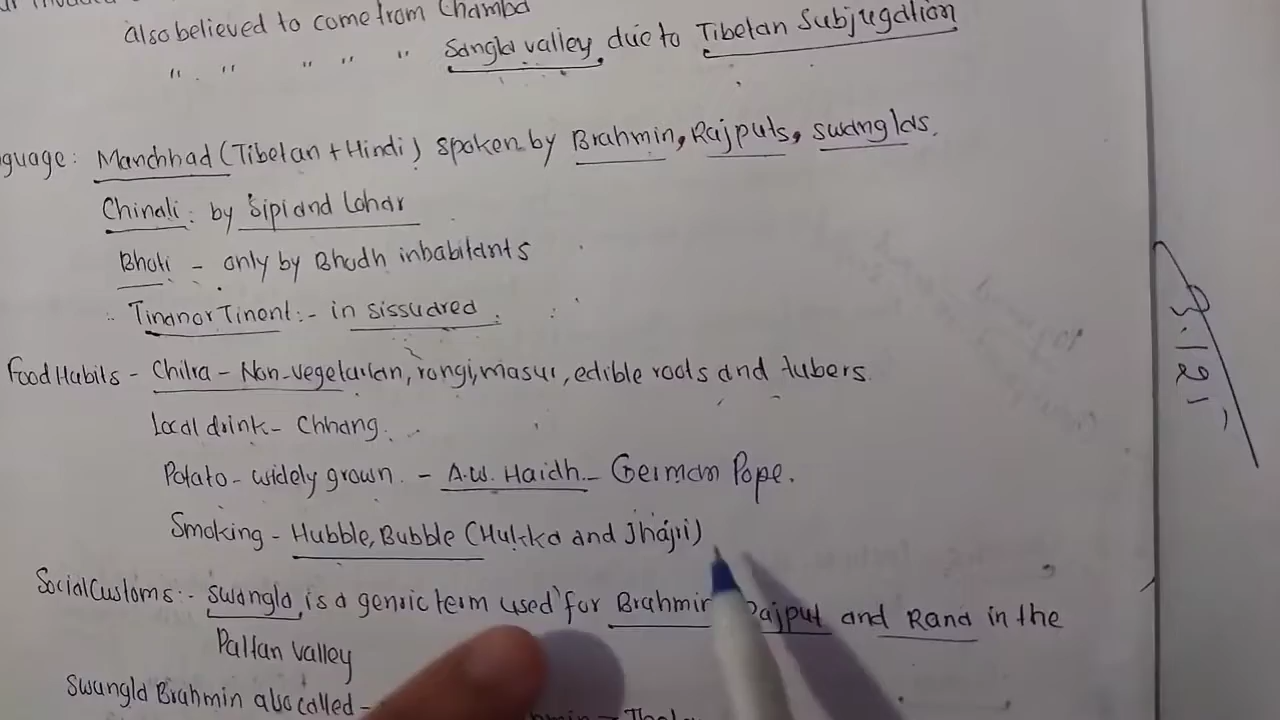 also believed to come from Chamba
" " " " " Sangla valley, due to Tibetan Subjugation
guage: Manchhad (Tibetan + Hindi) spoken by Brahmin, Rajputs, swanglas.
Chinali: by Sipi and Lohar
Bhoti - only by Bhodh inhabitants
Tinan or Tinont:- in sissu area.
Food Habits - Chilra - Non-vegetarian, rongi, masur, edible roots and tubers.
Local drink - Chhang.
Potato - widely grown. - A.W. Haidh - German Pope.
Smoking - Hubble, Bubble (Hukka and Jhajri)
Social Customs:- Swangla, is a genric term used for Brahmin Rajput and Rana in the
Pattan valley
Swangla Brahmin also called -